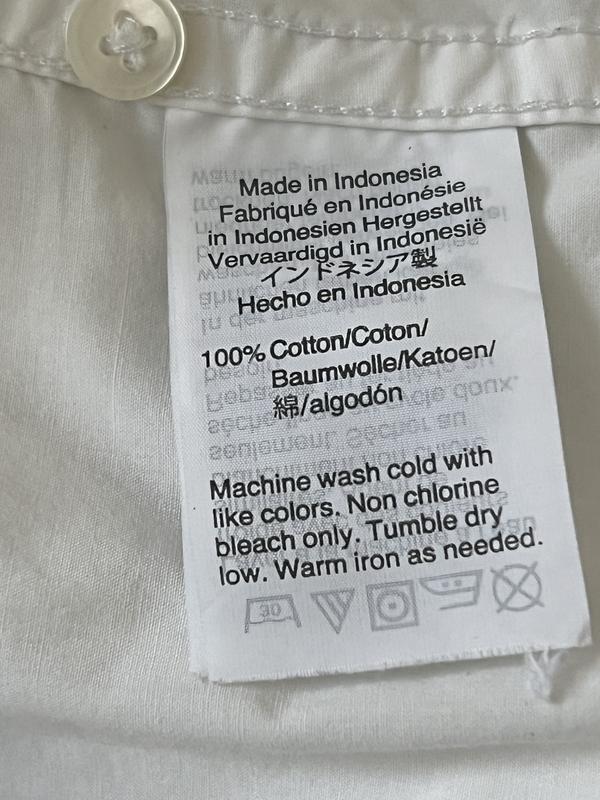 Made in Indonesia
Fabriqué en Indonésie
in Indonesien Hergestellt
Vervaardigd in Indonesië
インドネシア製
Hecho en Indonesia
100% Cotton/Coton/
Baumwolle/Katoen/
綿/algodón
Machine wash cold with
like colors. Non chlorine
bleach only. Tumble dry
low. Warm iron as needed.
30